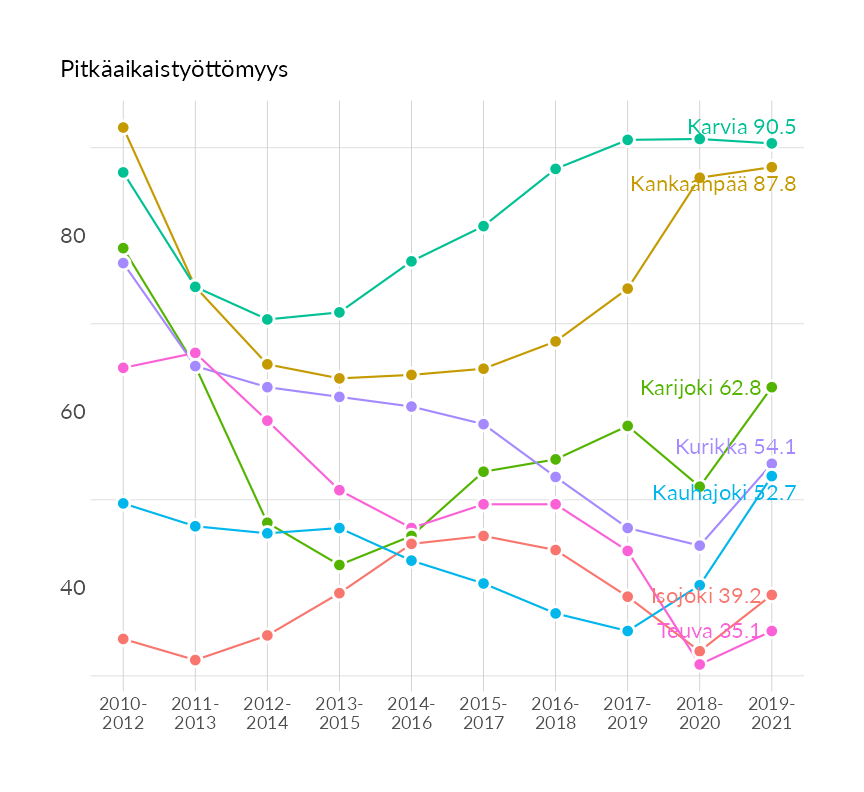 Pitkäaikaistyöttömyys
Karvia 90.5
Kankaanpää 87.8
80
Karijoki 62.8
60
Kurikka 54.1
Kauhajoki 52.7
40
Isojoki 39.2
Teuva 35.1
2010- 2011- 2012- 2013- 2014- 2015- 2016- 2017- 2018- 2019-
2012 2013 2014 2015 2016 2017 2018 2019 2020 2021